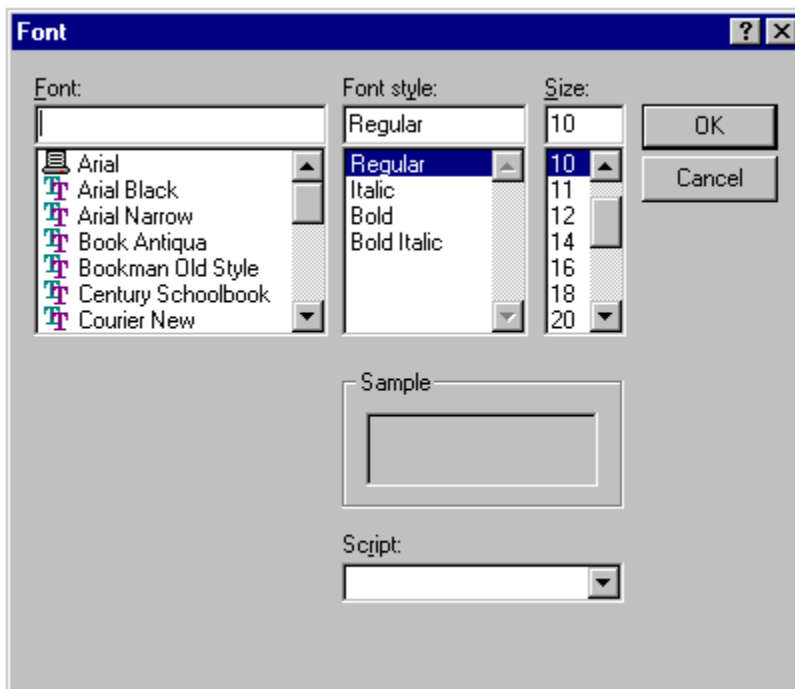 Font
Font:
Font style:
Size:
Regular
10
OK
Cancel
Arial
Arial Black
Arial Narrow
Book Antiqua
Bookman Old Style
Century Schoolbook
Courier New
Regular
Italic
Bold
Bold Italic
10
11
12
14
16
18
20
Sample
Script: